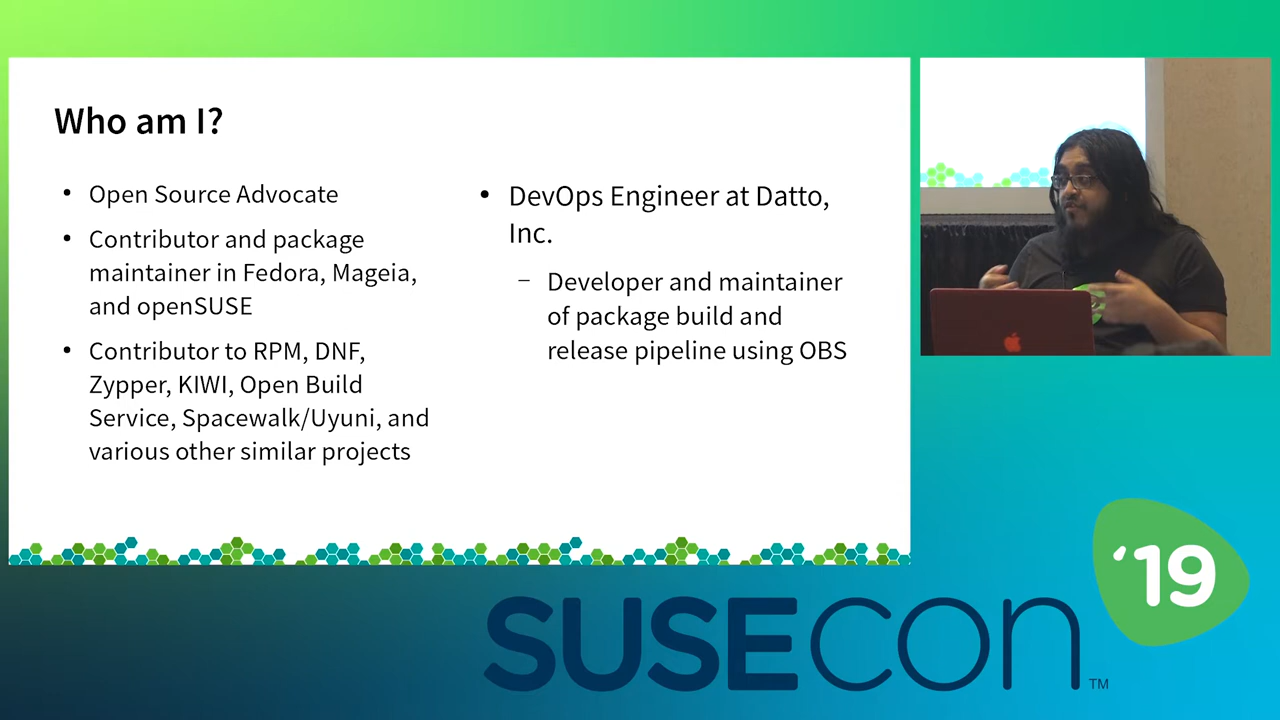 Who am I?
• Open Source Advocate
• Contributor and package
maintainer in Fedora, Mageia,
and openSUSE
• Contributor to RPM, DNF,
Zypper, KIWI, Open Build
Service, Spacewalk/Uyuni, and
various other similar projects
• DevOps Engineer at Datto,
Inc.
– Developer and maintainer
of package build and
release pipeline using OBS
‘19
SUSECON™